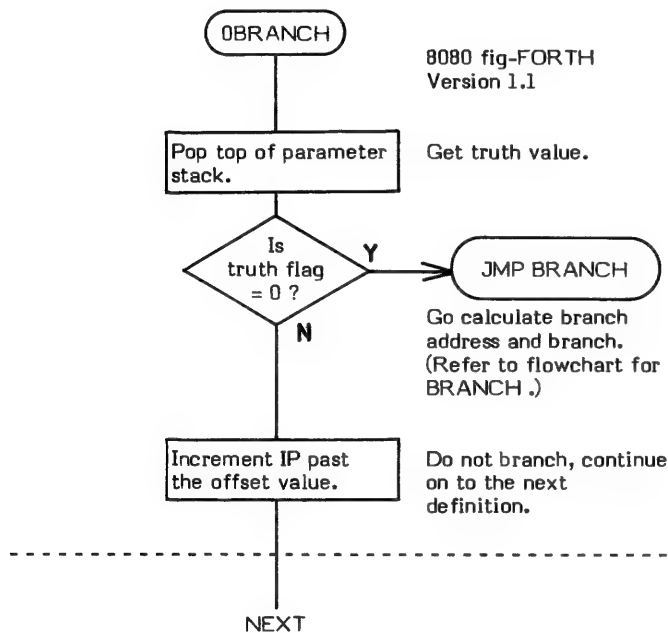 0BRANCH
8080 fig-FORTH
Version 1.1
Pop top of parameter
stack.
Get truth value.
Is
truth flag
= 0 ?
Y
JMP BRANCH
N
Go calculate branch
address and branch.
(Refer to flowchart for
BRANCH .)
Increment IP past
the offset value.
Do not branch, continue
on to the next
definition.
NEXT